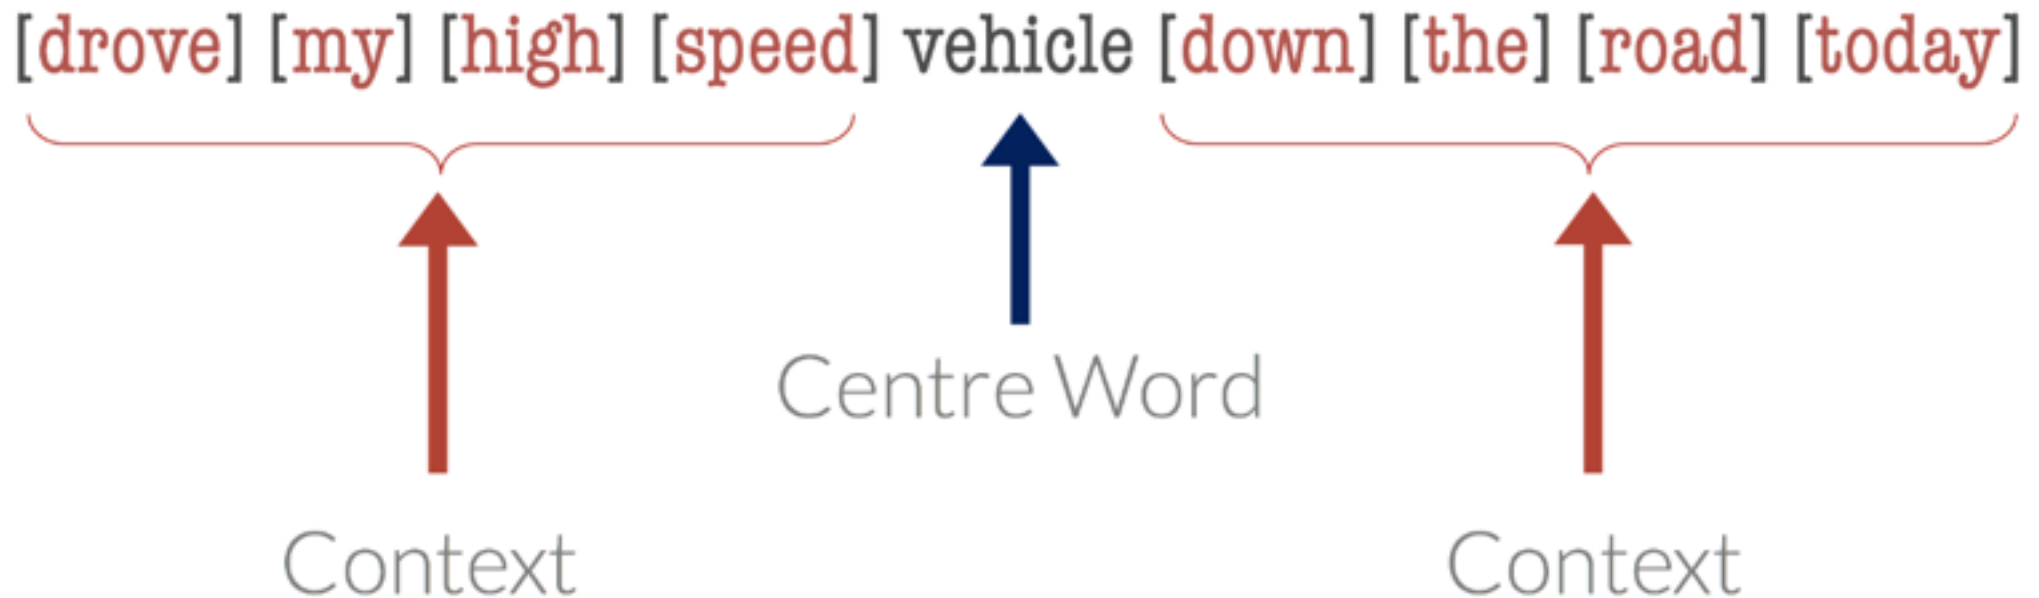 [drove] [my] [high] [speed] vehicle [down] [the] [road] [today]
Centre Word
Context
Context